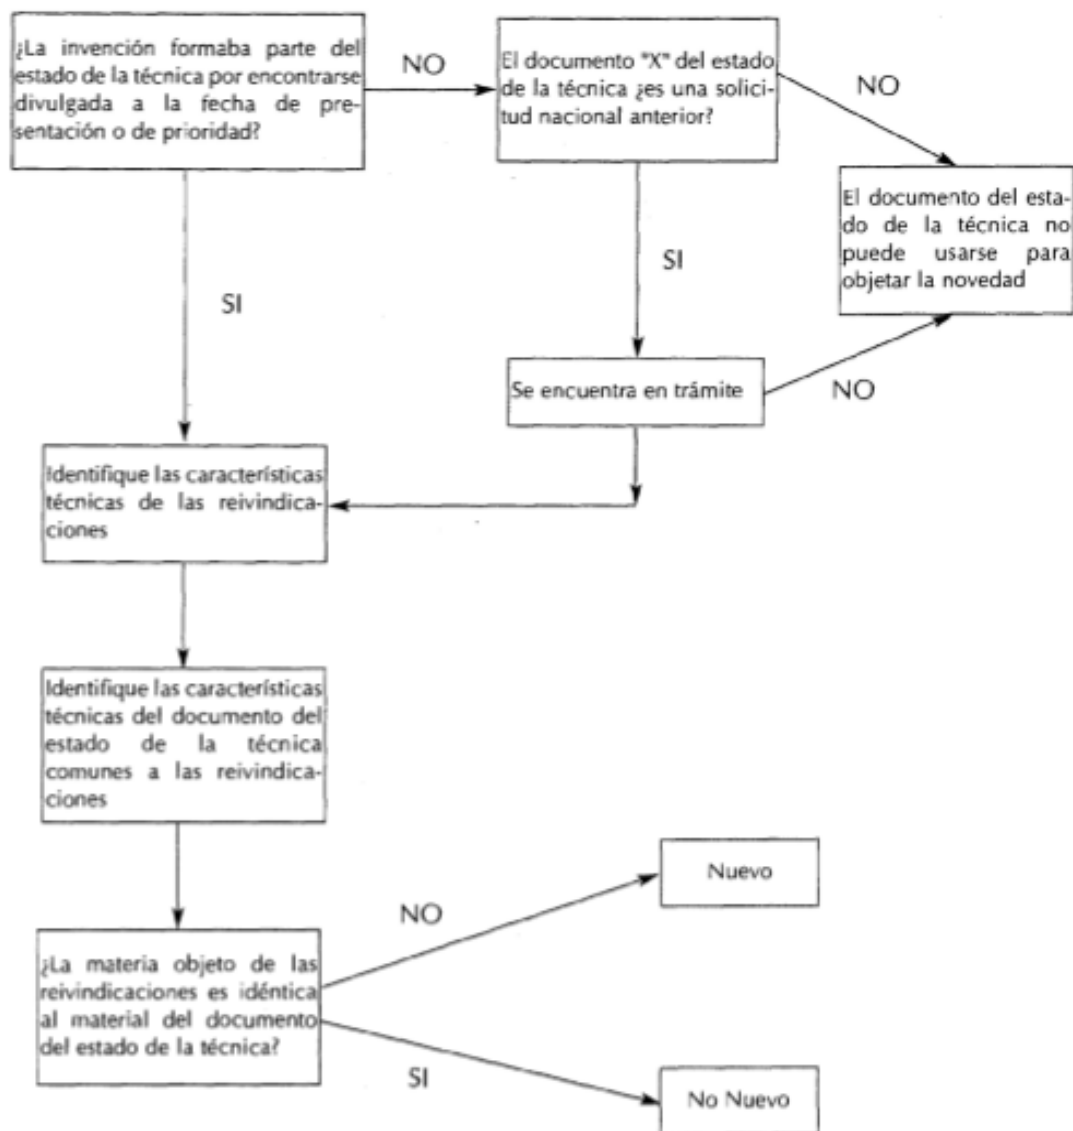 ¿La invención formaba parte del
estado de la técnica por encontrarse
divulgada a la fecha de pre-
sentación o de prioridad?
NO
El documento "X" del estado
de la técnica ¿es una solici-
tud nacional anterior?
NO
El documento del esta-
do de la técnica no
puede usarse para
objetar la novedad
SI
SI
Se encuentra en trámite
NO
Identifique las características
técnicas de las reivindica-
ciones
Identifique las características
técnicas del documento del
estado de la técnica
comunes a las reivindica-
ciones
¿La materia objeto de las
reivindicaciones es idéntica
al material del documento
del estado de la técnica?
NO
Nuevo
SI
No Nuevo